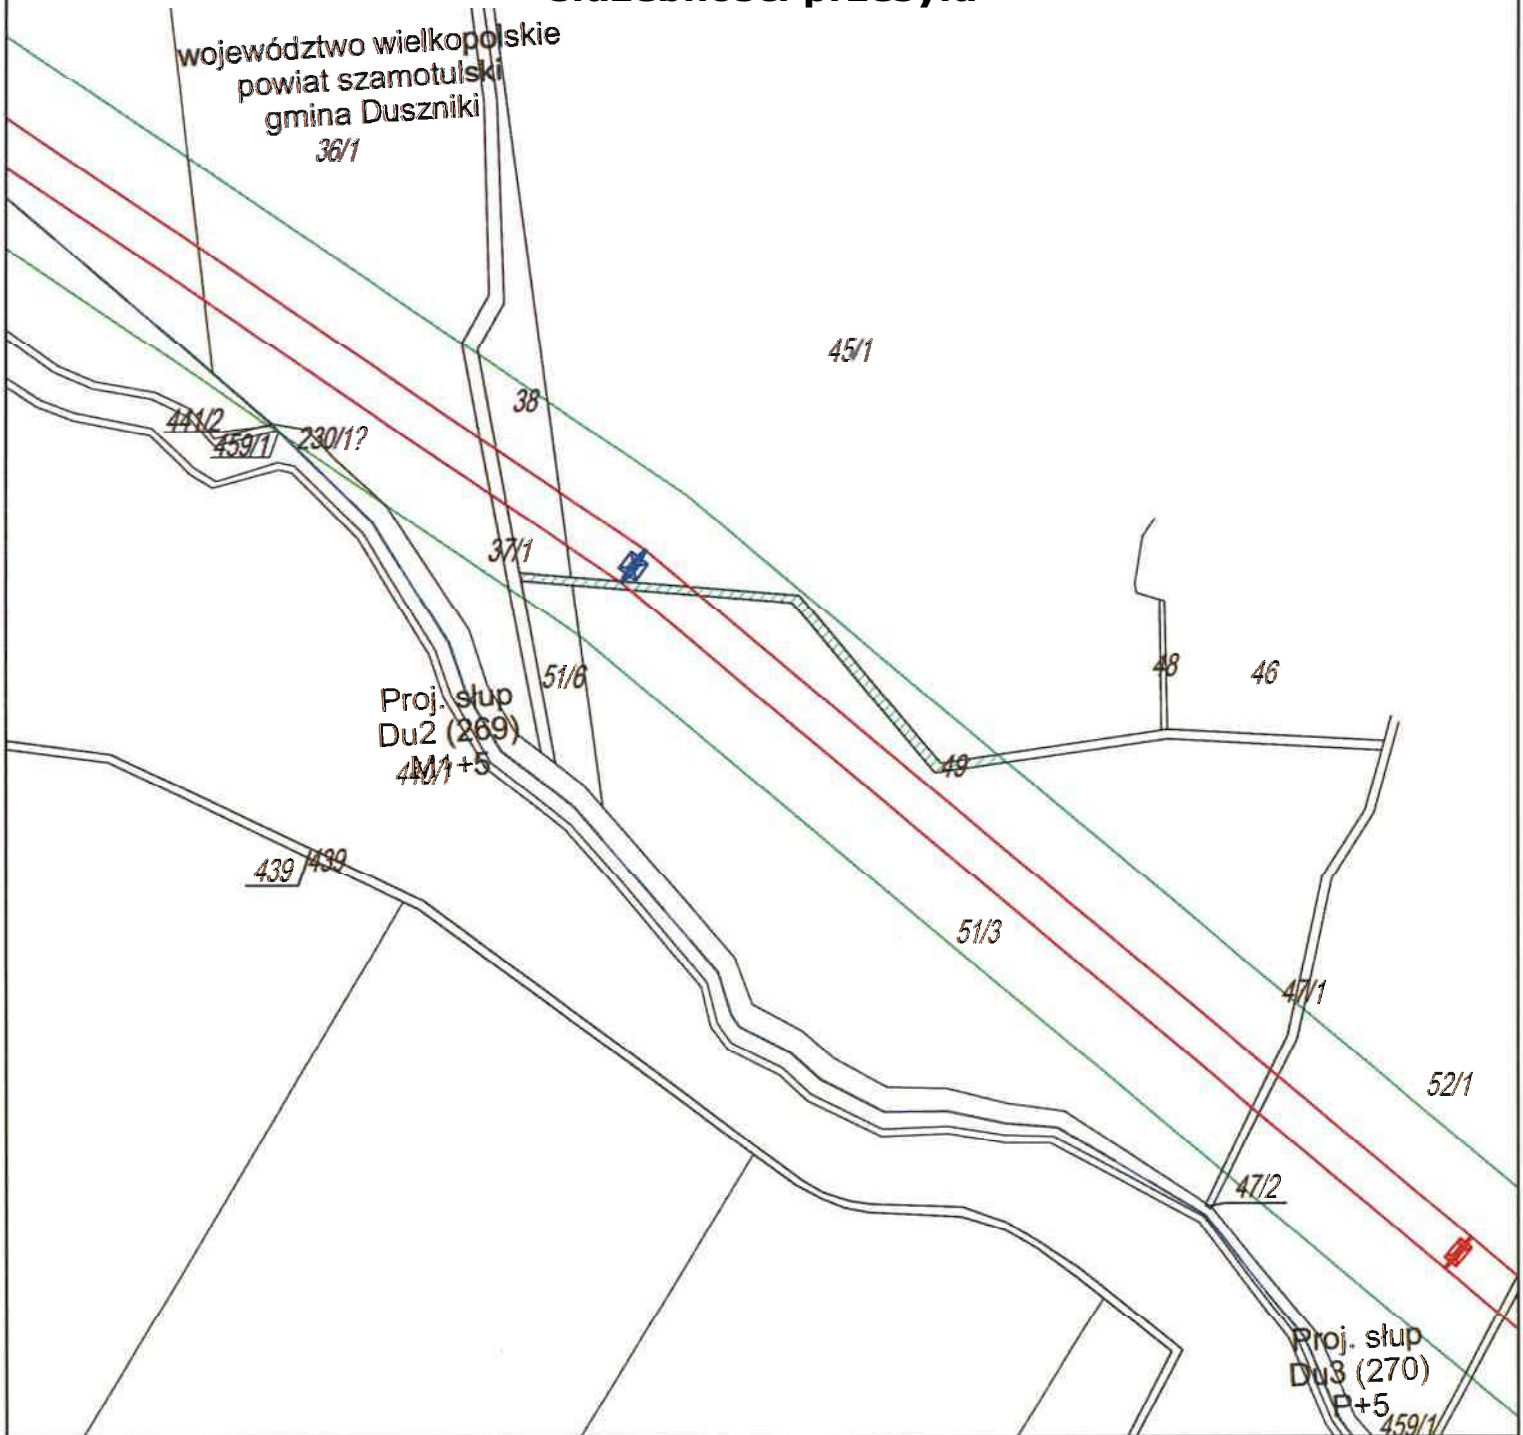 województwo wielkopolskie
powiat szamotulski
gmina Duszniki
36/1
45/1
38
441/2
459/1
230/1?
37/1
48
46
51/6
Proj. słup
Du2 (269)
M1+5
49
439
439
51/3
47/1
52/1
47/2
Proj. słup
Du3 (270)
P+5
459/1